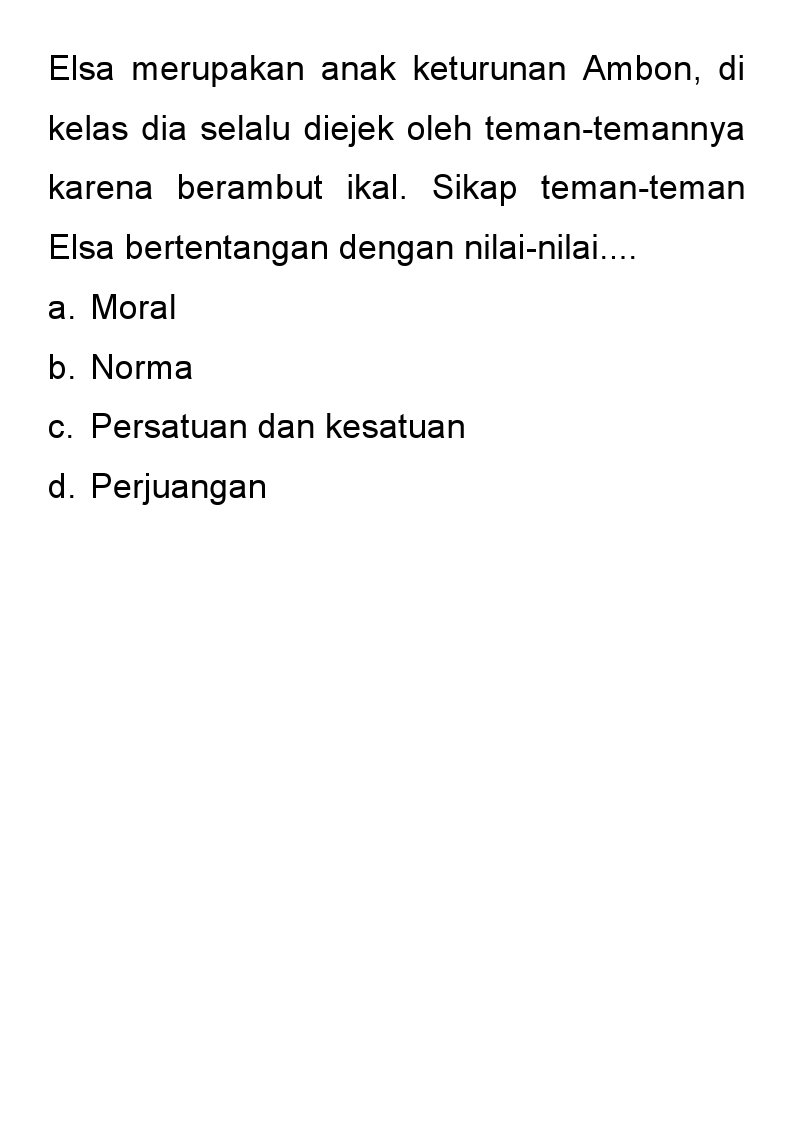 Elsa merupakan anak keturunan Ambon, di
kelas dia selalu diejek oleh teman-temannya
karena berambut ikal. Sikap teman-teman
Elsa bertentangan dengan nilai-nilai....
a. Moral
b. Norma
c. Persatuan dan kesatuan
d. Perjuangan